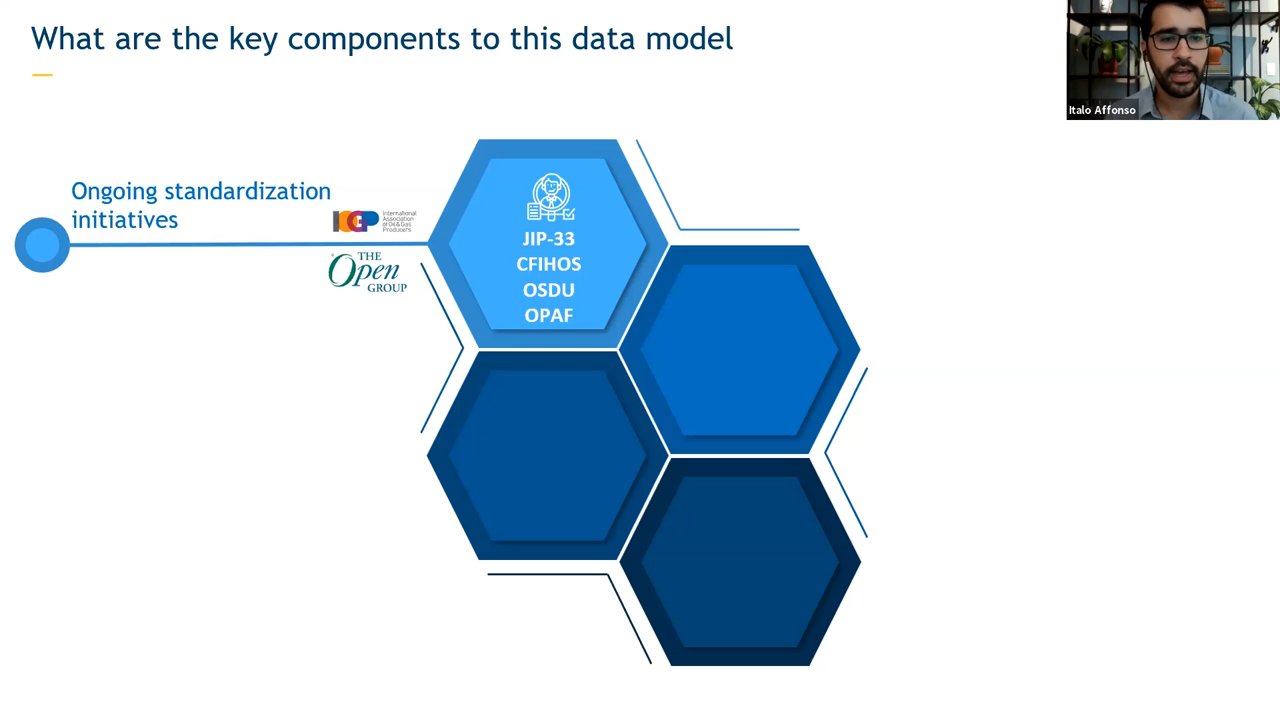 What are the key components to this data model
Italo Affonso
Ongoing standardization
initiatives
IOGP
International
Association
of Oil & Gas
Producers
THE
Open
GROUP
JIP-33
CFIHOS
OSDU
OPAF